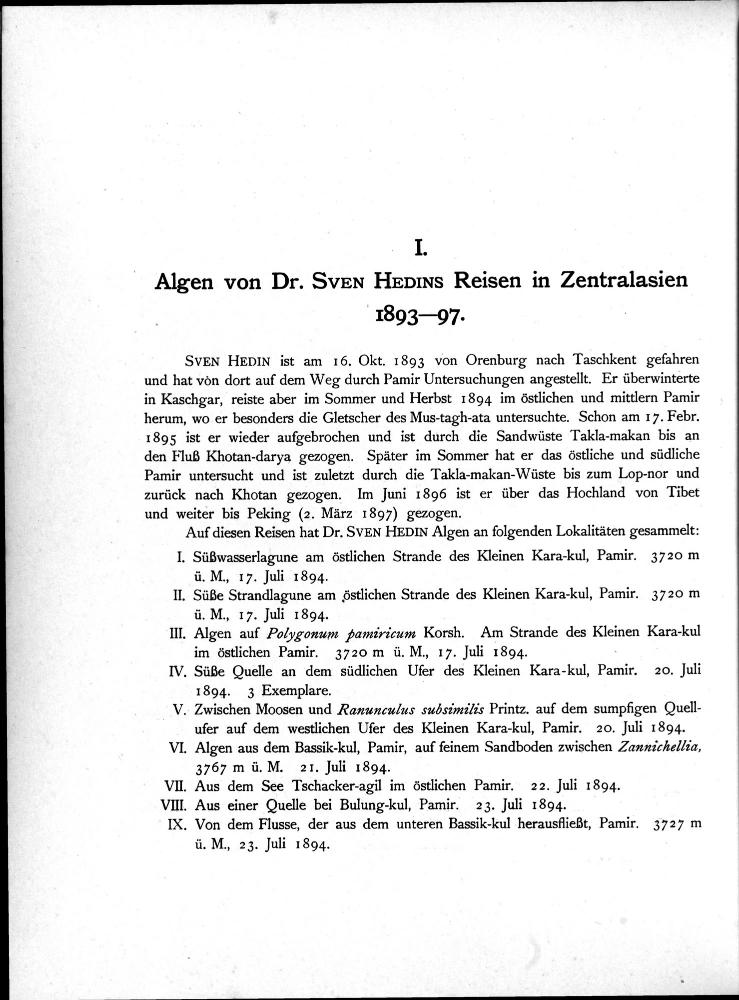 I.
Algen von Dr. SVEN HEDINS Reisen in Zentralasien
1893—97.
SVEN HEDIN ist am 16. Okt. 1893 von Orenburg nach Taschkent gefahren
und hat von dort auf dem Weg durch Pamir Untersuchungen angestellt. Er überwinterte
in Kaschgar, reiste aber im Sommer und Herbst 1894 im östlichen und mittlern Pamir
herum, wo er besonders die Gletscher des Mus-tagh-ata untersuchte. Schon am 17. Febr.
1895 ist er wieder aufgebrochen und ist durch die Sandwüste Takla-makan bis an
den Fluß Khotan-darya gezogen. Später im Sommer hat er das östliche und südliche
Pamir untersucht und ist zuletzt durch die Takla-makan-Wüste bis zum Lop-nor und
zurück nach Khotan gezogen. Im Juni 1896 ist er über das Hochland von Tibet
und weiter bis Peking (2. März 1897) gezogen.
Auf diesen Reisen hat Dr. SVEN HEDIN Algen an folgenden Lokalitäten gesammelt:
I. Süßwasserlagune am östlichen Strande des Kleinen Kara-kul, Pamir. 3720 m
ü. M., 17. Juli 1894.
II. Süße Strandlagune am östlichen Strande des Kleinen Kara-kul, Pamir. 3720 m
ü. M., 17. Juli 1894.
III. Algen auf Polygonum pamiricum Korsh. Am Strande des Kleinen Kara-kul
im östlichen Pamir. 3720 m ü. M., 17. Juli 1894.
IV. Süße Quelle an dem südlichen Ufer des Kleinen Kara-kul, Pamir. 20. Juli
1894. 3 Exemplare.
V. Zwischen Moosen und Ranunculus subsimilis Printz. auf dem sumpfigen Quell-
ufer auf dem westlichen Ufer des Kleinen Kara-kul, Pamir. 20. Juli 1894.
VI. Algen aus dem Bassik-kul, Pamir, auf feinem Sandboden zwischen Zannichellia,
3767 m ü. M. 21. Juli 1894.
VII. Aus dem See Tschacker-agil im östlichen Pamir. 22. Juli 1894.
VIII. Aus einer Quelle bei Bulung-kul, Pamir. 23. Juli 1894.
IX. Von dem Flusse, der aus dem unteren Bassik-kul herausfließt, Pamir. 3727 m
ü. M., 23. Juli 1894.